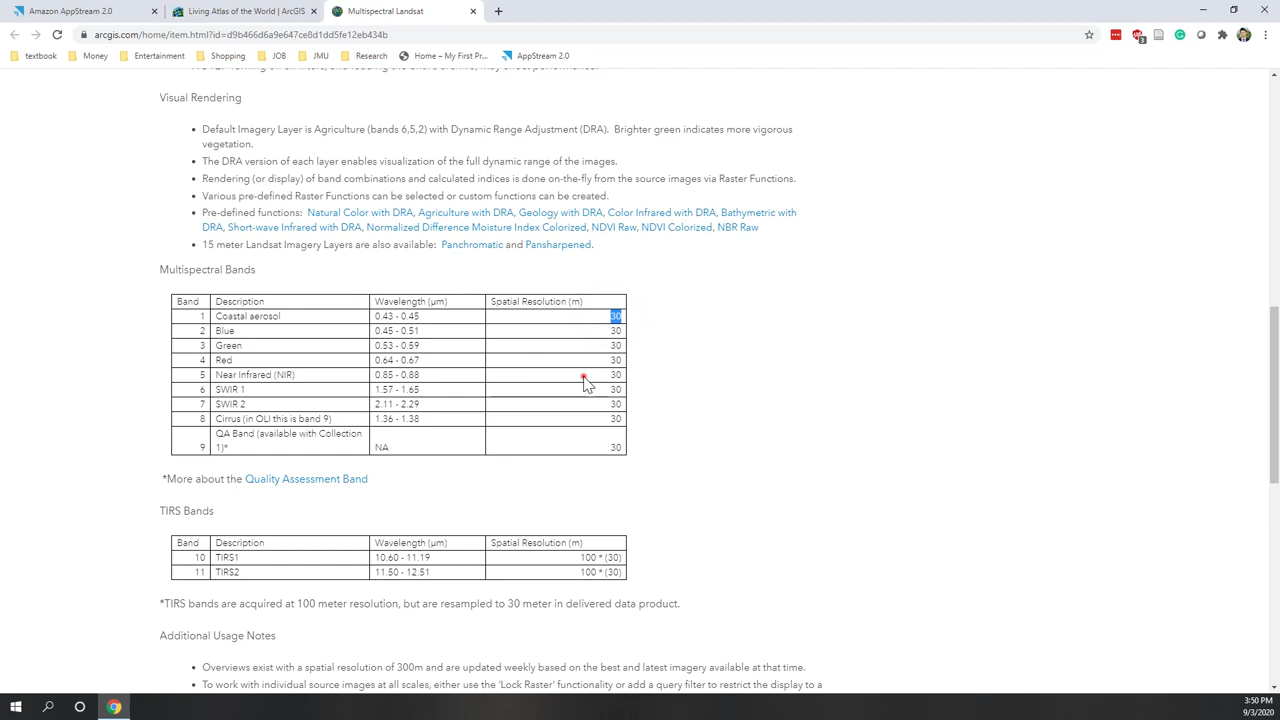 Amazon AppStream 2.0
Living Atlas of the World | ArcGIS
Multispectral Landsat
arcgis.com/home/item.html?id=d9b466d6a9e647ce8d1dd5fe12eb434b
textbook
Money
Entertainment
Shopping
JOB
JMU
Research
Home – My First Pr...
AppStream 2.0
Visual Rendering
Default Imagery Layer is Agriculture (bands 6,5,2) with Dynamic Range Adjustment (DRA). Brighter green indicates more vigorous
vegetation.
The DRA version of each layer enables visualization of the full dynamic range of the images.
Rendering (or display) of band combinations and calculated indices is done on-the-fly from the source images via Raster Functions.
Various pre-defined Raster Functions can be selected or custom functions can be created.
Pre-defined functions: Natural Color with DRA, Agriculture with DRA, Geology with DRA, Color Infrared with DRA, Bathymetric with
DRA, Short-wave Infrared with DRA, Normalized Difference Moisture Index Colorized, NDVI Raw, NDVI Colorized, NBR Raw
15 meter Landsat Imagery Layers are also available: Panchromatic and Pansharpened.
Multispectral Bands
Band Description Wavelength (µm) Spatial Resolution (m)
1 Coastal aerosol 0.43 - 0.45 30
2 Blue 0.45 - 0.51 30
3 Green 0.53 - 0.59 30
4 Red 0.64 - 0.67 30
5 Near Infrared (NIR) 0.85 - 0.88 30
6 SWIR 1 1.57 - 1.65 30
7 SWIR 2 2.11 - 2.29 30
8 Cirrus (in OLI this is band 9) 1.36 - 1.38 30
QA Band (available with Collection
9 1)* NA 30
*More about the Quality Assessment Band
TIRS Bands
Band Description Wavelength (µm) Spatial Resolution (m)
10 TIRS1 10.60 - 11.19 100 * (30)
11 TIRS2 11.50 - 12.51 100 * (30)
*TIRS bands are acquired at 100 meter resolution, but are resampled to 30 meter in delivered data product.
Additional Usage Notes
Overviews exist with a spatial resolution of 300m and are updated weekly based on the best and latest imagery available at that time.
To work with individual source images at all scales, either use the 'Lock Raster' functionality or add a query filter to restrict the display to a
3:50 PM
9/3/2020